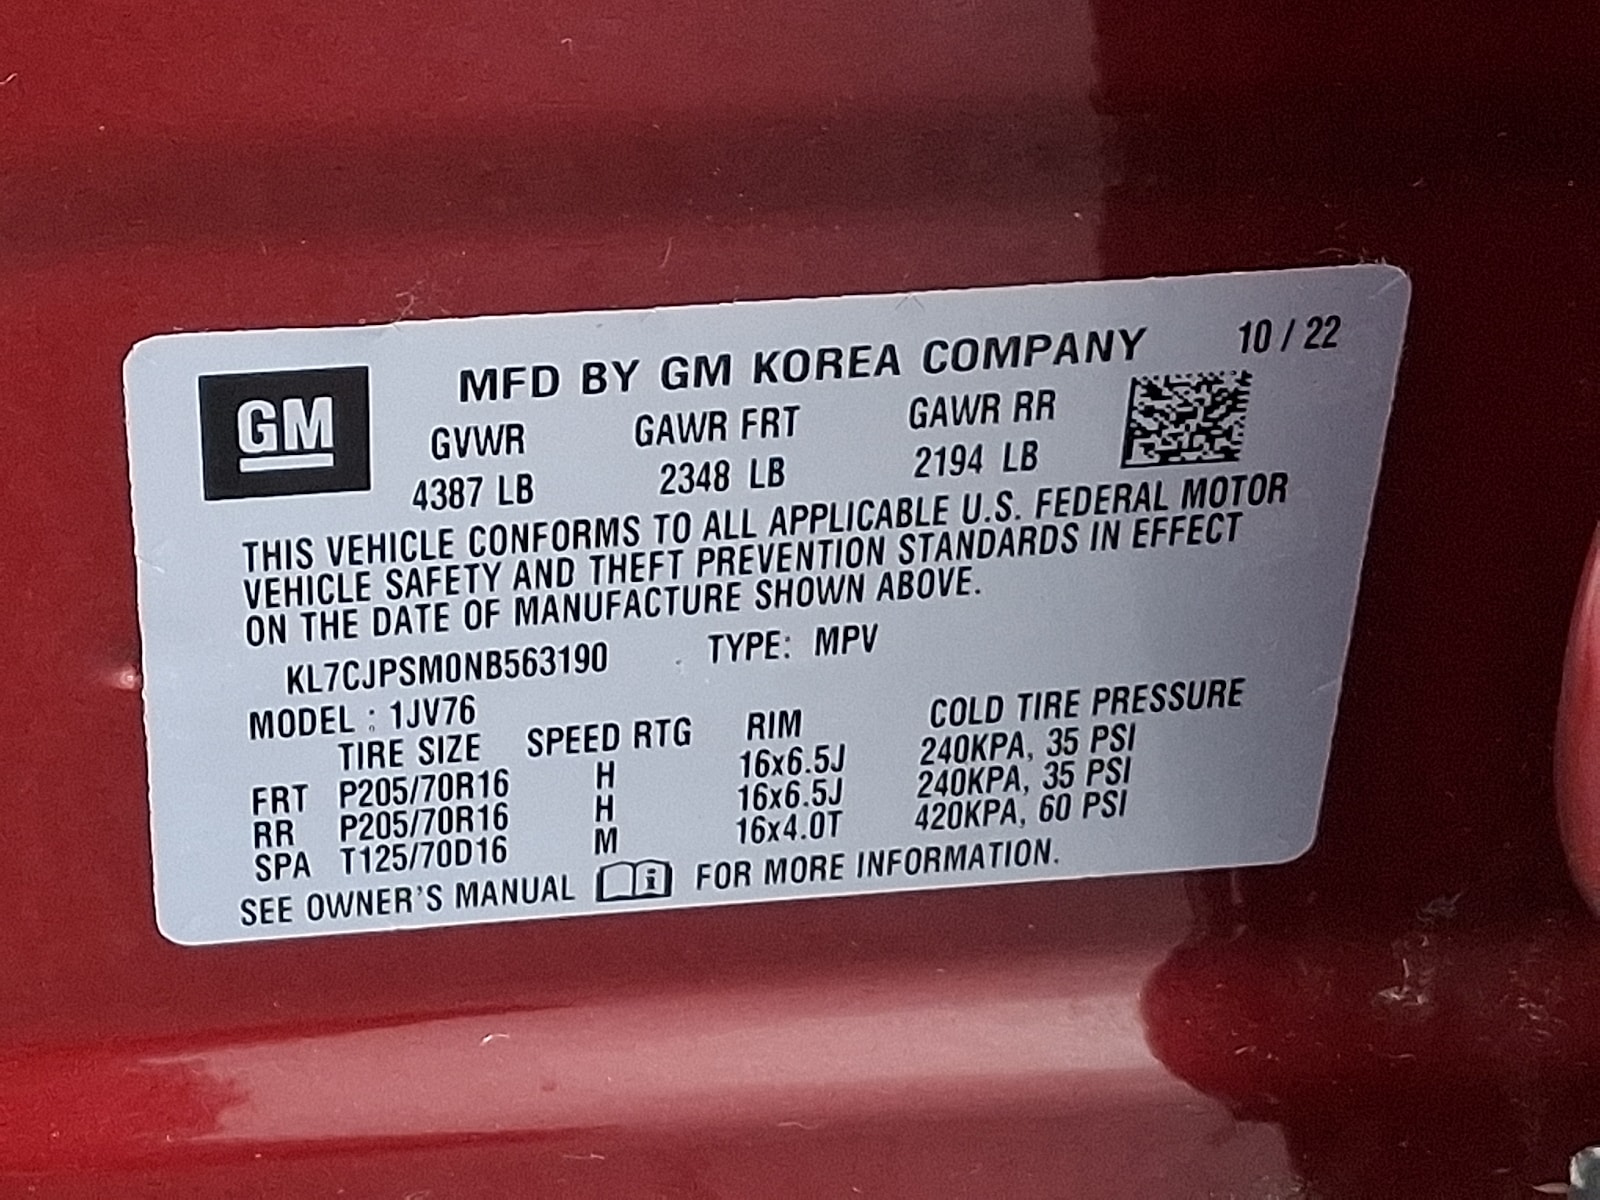 MFD BY GM KOREA COMPANY 10 / 22
GM
GVWR GAWR FRT GAWR RR
4387 LB 2348 LB 2194 LB
THIS VEHICLE CONFORMS TO ALL APPLICABLE U.S. FEDERAL MOTOR
VEHICLE SAFETY AND THEFT PREVENTION STANDARDS IN EFFECT
ON THE DATE OF MANUFACTURE SHOWN ABOVE.
KL7CJPSM0NB563190 TYPE: MPV
MODEL : 1JV76
TIRE SIZE SPEED RTG RIM COLD TIRE PRESSURE
FRT P205/70R16 H 16x6.5J 240KPA, 35 PSI
RR P205/70R16 H 16x6.5J 240KPA, 35 PSI
SPA T125/70D16 M 16x4.0T 420KPA, 60 PSI
SEE OWNER'S MANUAL i FOR MORE INFORMATION.